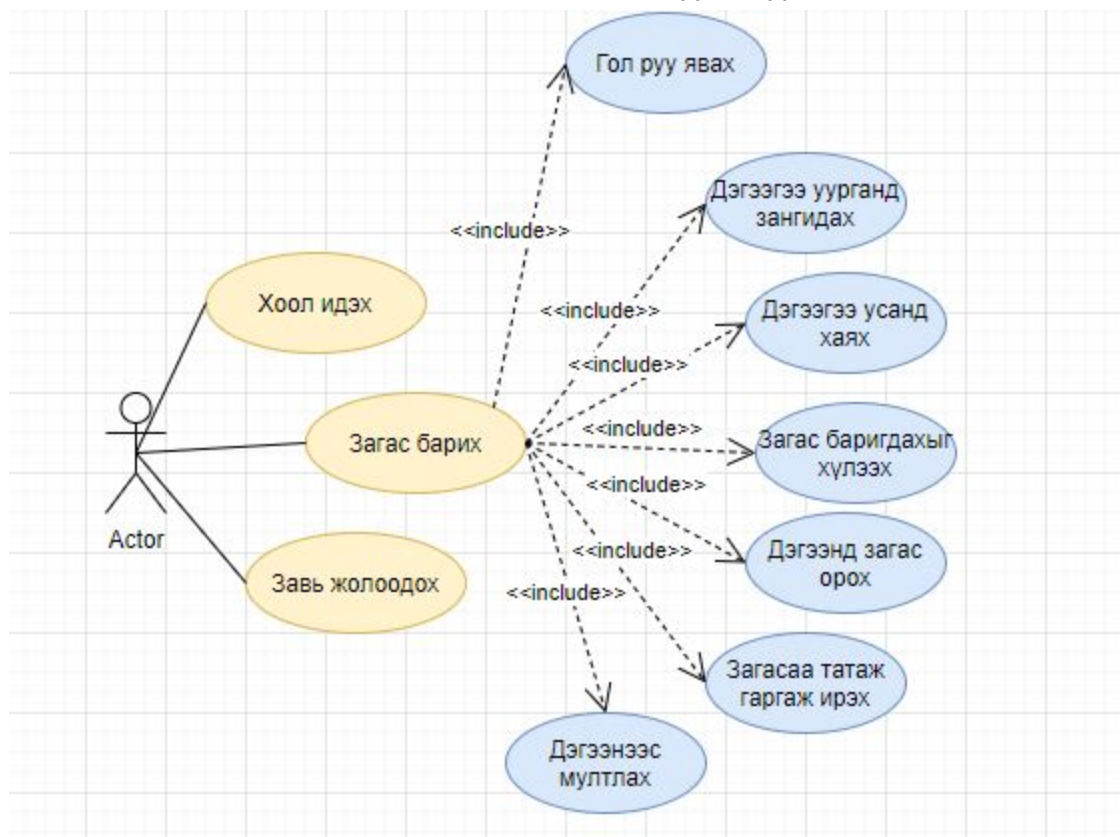 Гол руу явах
<<include>>
Дэгээгээ уурганд
зангидах
<<include>>
Дэгээгээ усанд
хаях
<<include>>
Хоол идэх
Загас барих
<<include>>
Загас баригдахыг
хүлээх
<<include>>
Дэгээнд загас
орох
Actor
Завь жолоодох
<<include>>
<<include>>
Загасаа татаж
гаргаж ирэх
Дэгээнээс
мултлах